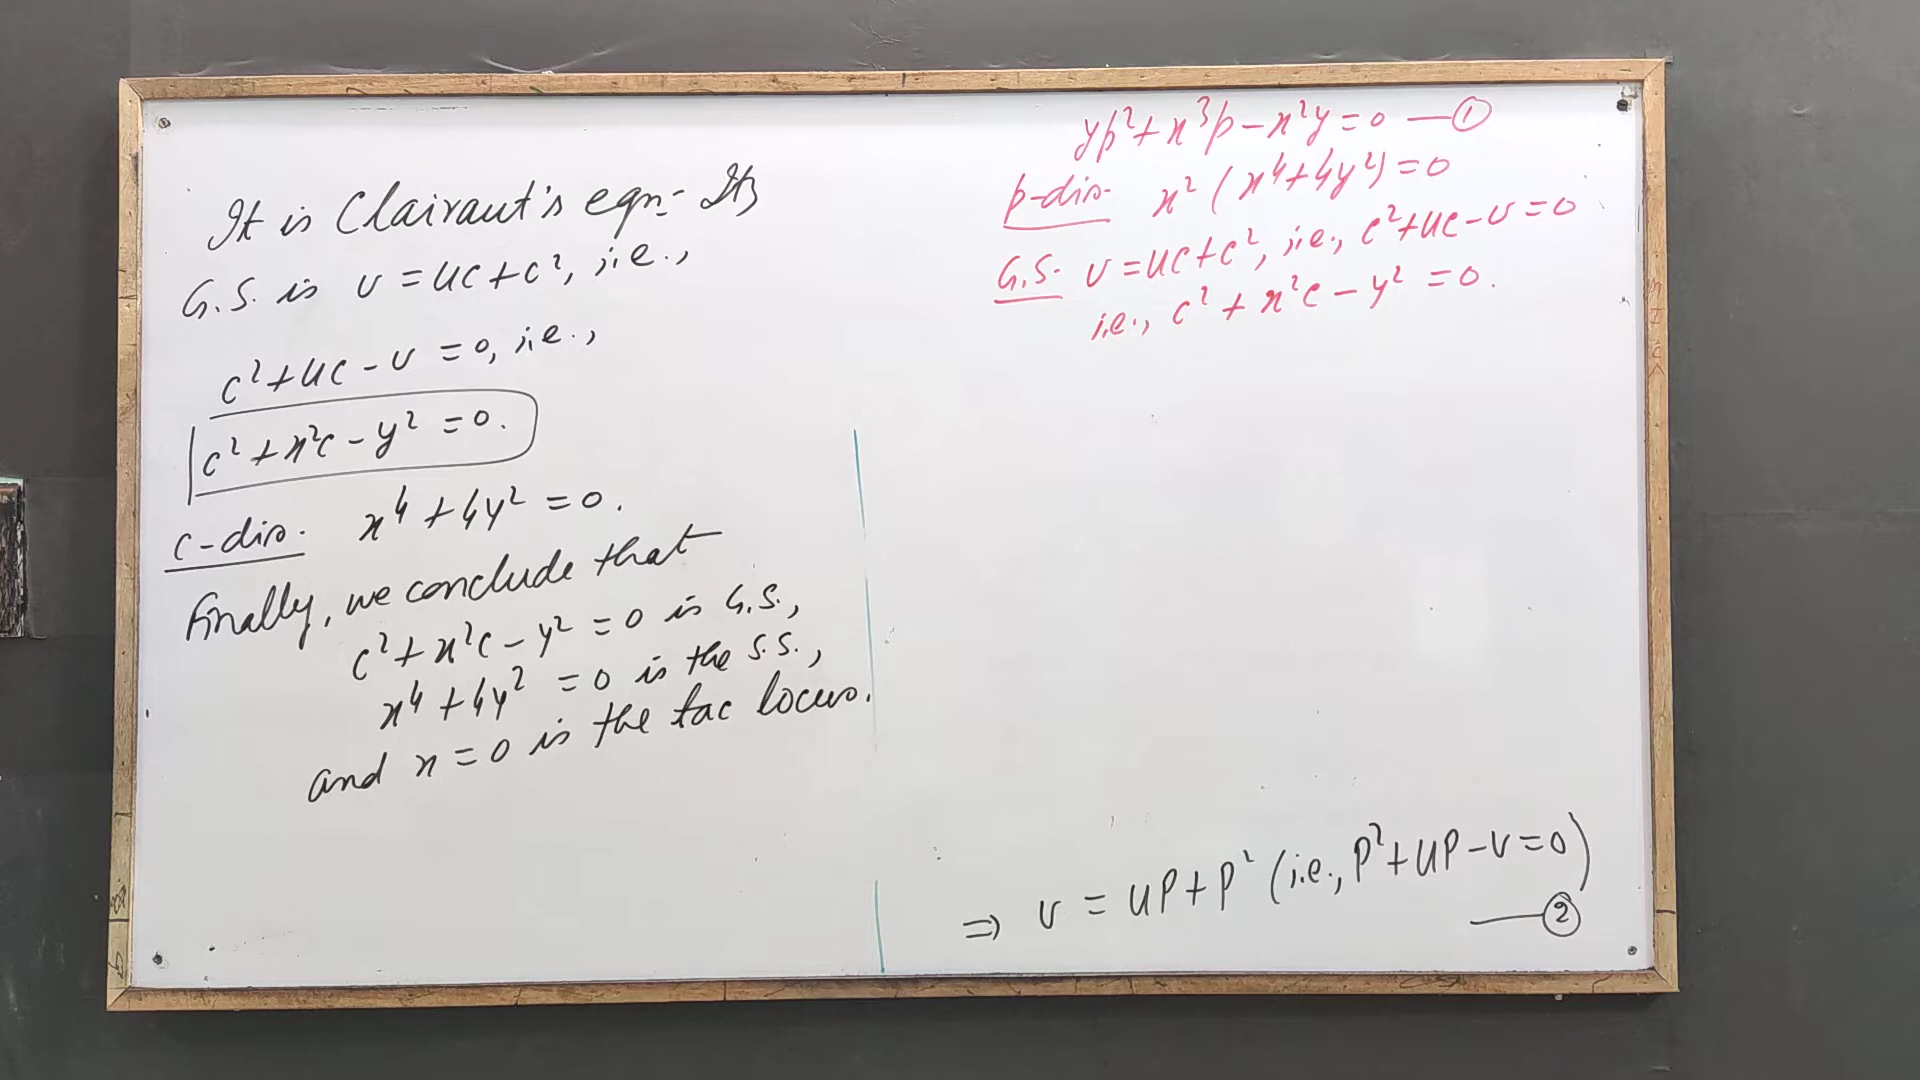 It is Clairaut's eqn. Its
G.S. is v = uc + c², i.e.,
c² + uc - v = 0, i.e.,
c² + x²c - y² = 0.
c-dis. x⁴ + 4y² = 0.
Finally, we conclude that
c² + x²c - y² = 0 is G.S.,
x⁴ + 4y² = 0 is the S.S.,
and x = 0 is the tac locus.
yp² + x³p - x²y = 0 — ①
p-dis. x² (x⁴ + 4y²) = 0
G.S. v = uc + c², i.e., c² + uc - v = 0
i.e., c² + x²c - y² = 0.
⇒ v = uP + P² (i.e., P² + uP - v = 0)
— ②